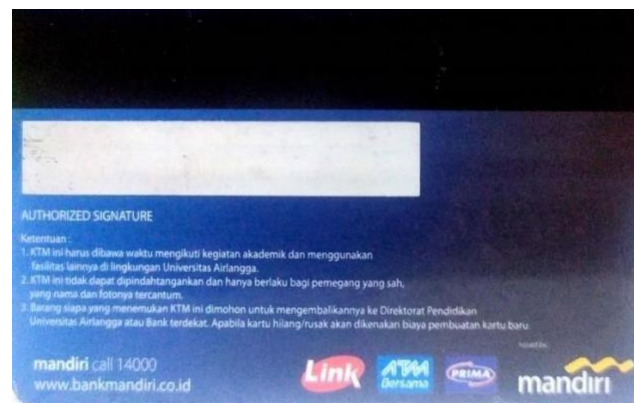 AUTHORIZED SIGNATURE
Ketentuan :
1. KTM ini harus dibawa waktu mengikuti kegiatan akademik dan menggunakan
fasilitas lainnya di lingkungan Universitas Airlangga.
2. KTM ini tidak dapat dipindahtangankan dan hanya berlaku bagi pemegang yang sah,
yang nama dan fotonya tercantum.
3. Barang siapa yang menemukan KTM ini dimohon untuk mengembalikannya ke Direktorat Pendidikan
Universitas Airlangga atau Bank terdekat. Apabila kartu hilang/rusak akan dikenakan biaya pembuatan kartu baru.
mandiri call 14000
www.bankmandiri.co.id
Link
ATM
Bersama
PRIMA
mandiri